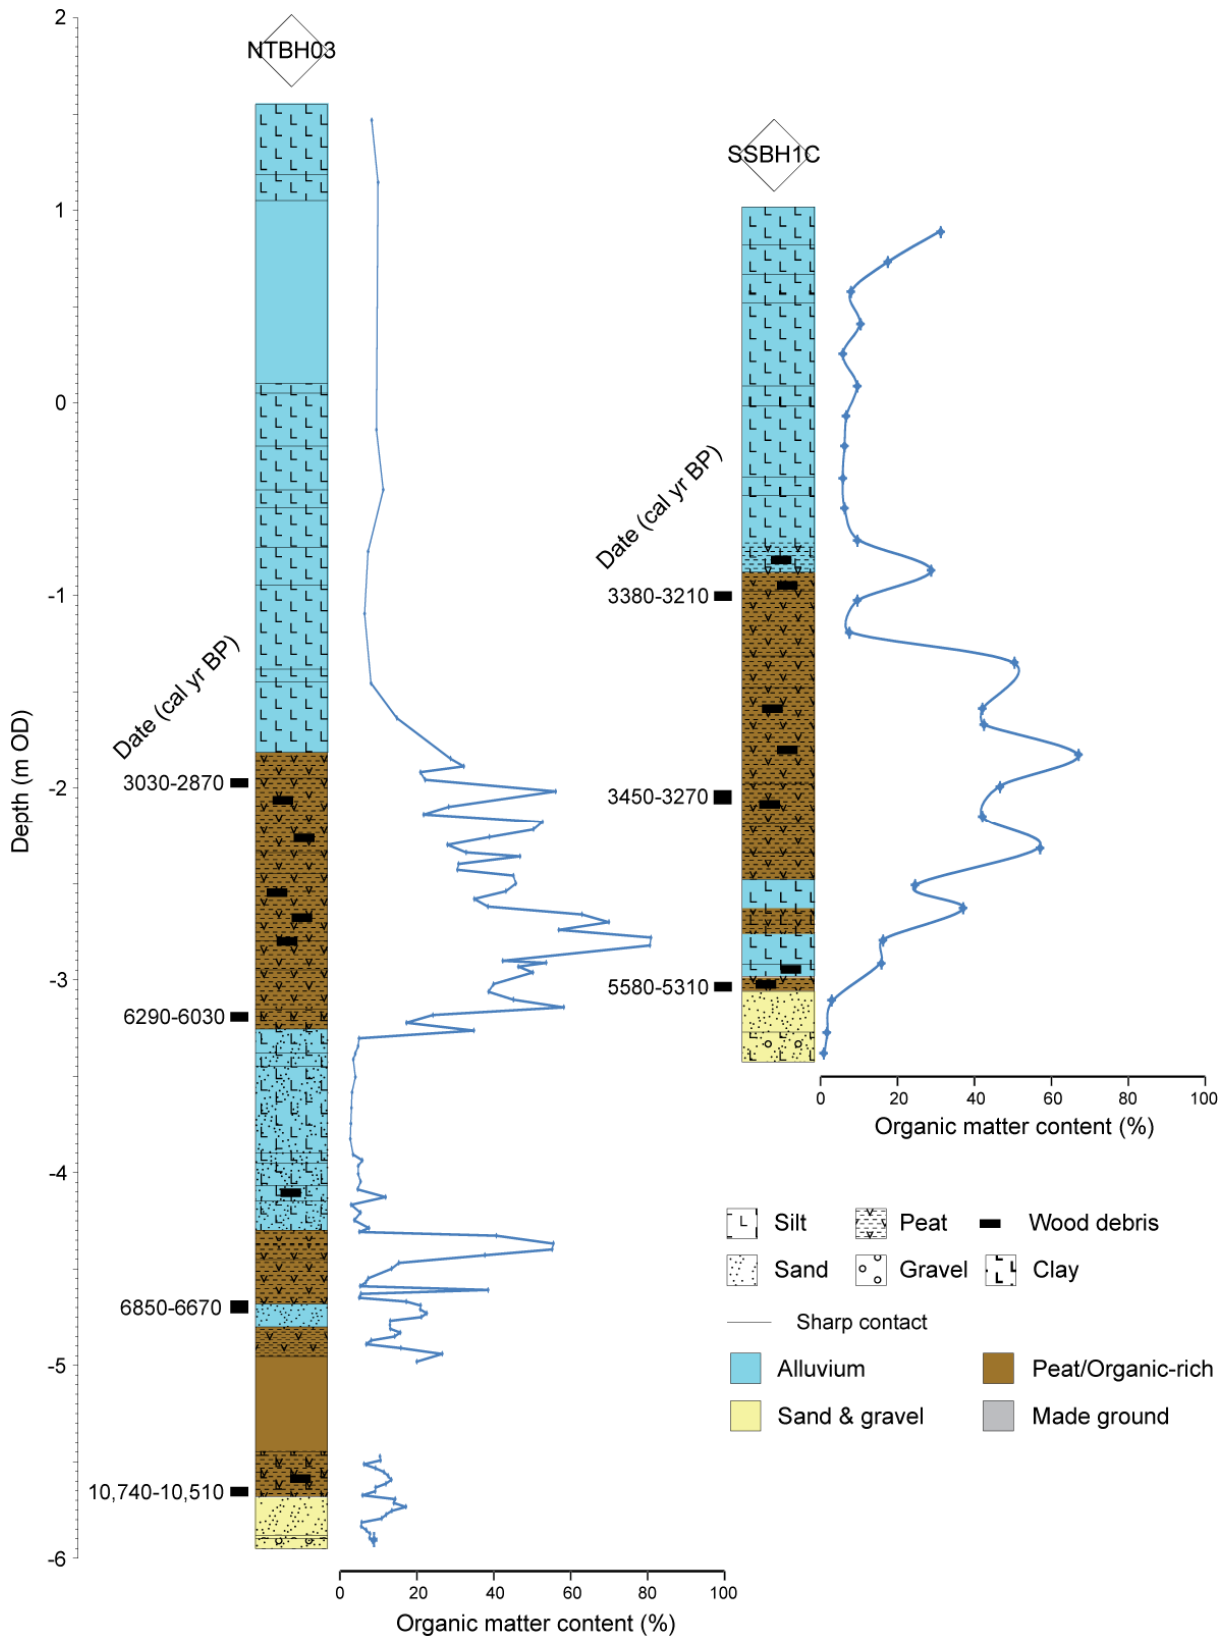 NTBH03
SSBH1C
2
1
0
-1
-2
-3
-4
-5
-6
Depth (m OD)
Date (cal yr BP)
3030-2870
6290-6030
6850-6670
10,740-10,510
0 20 40 60 80 100
Organic matter content (%)
Date (cal yr BP)
3380-3210
3450-3270
5580-5310
0 20 40 60 80 100
Organic matter content (%)
Silt Peat Wood debris
Sand Gravel Clay
Sharp contact
Alluvium Peat/Organic-rich
Sand & gravel Made ground